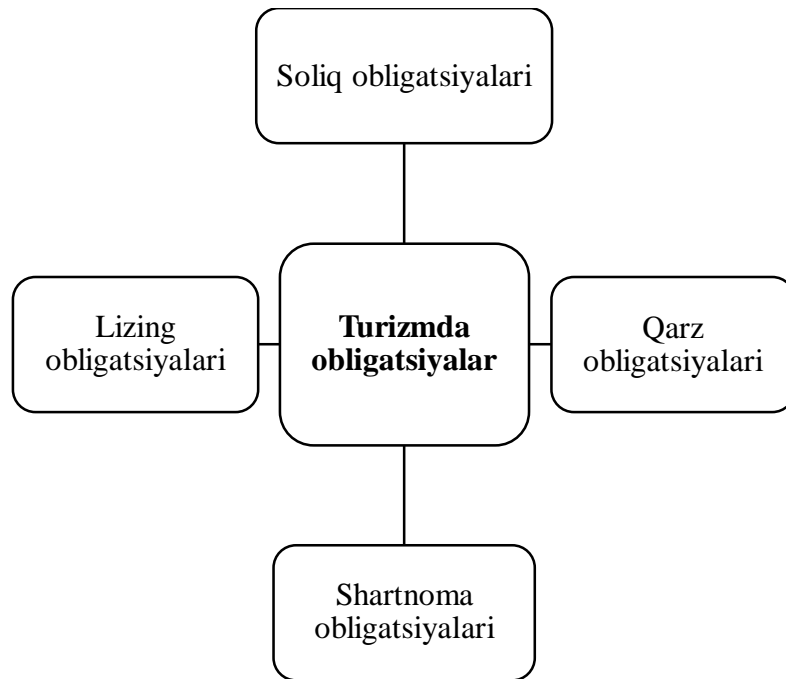 Soliq obligatsiyalari
Lizing
obligatsiyalari
Turizmda
obligatsiyalar
Qarz
obligatsiyalari
Shartnoma
obligatsiyalari